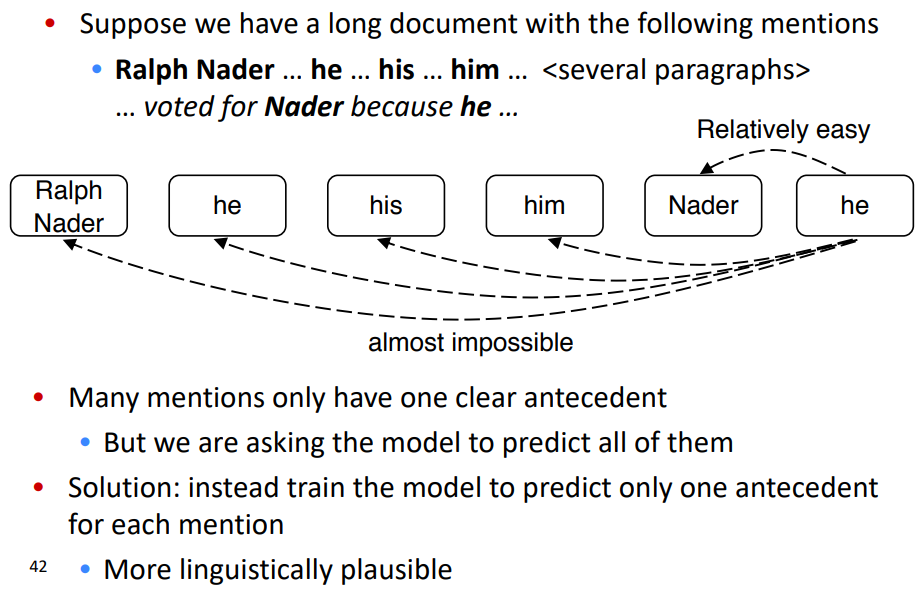 • Suppose we have a long document with the following mentions
• Ralph Nader … he … his … him … <several paragraphs>
… voted for Nader because he …
Relatively easy
Ralph
Nader
he
his
him
Nader
he
almost impossible
• Many mentions only have one clear antecedent
• But we are asking the model to predict all of them
• Solution: instead train the model to predict only one antecedent
for each mention
42 • More linguistically plausible